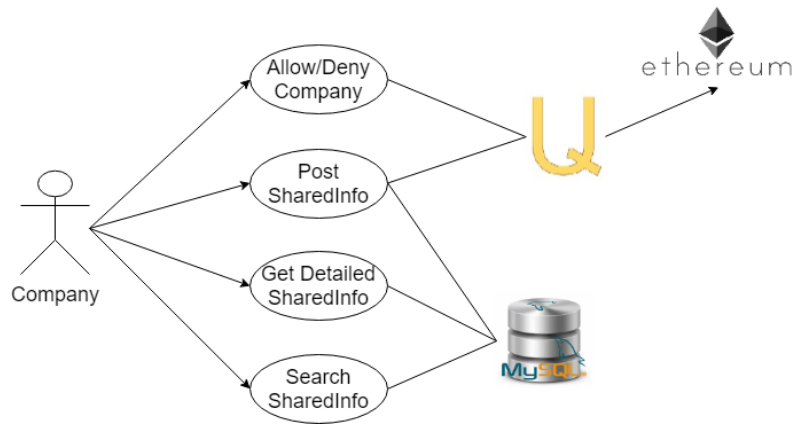 Allow/Deny
Company
ethereum
Post
SharedInfo
Company
Get Detailed
SharedInfo
MySQL
Search
SharedInfo